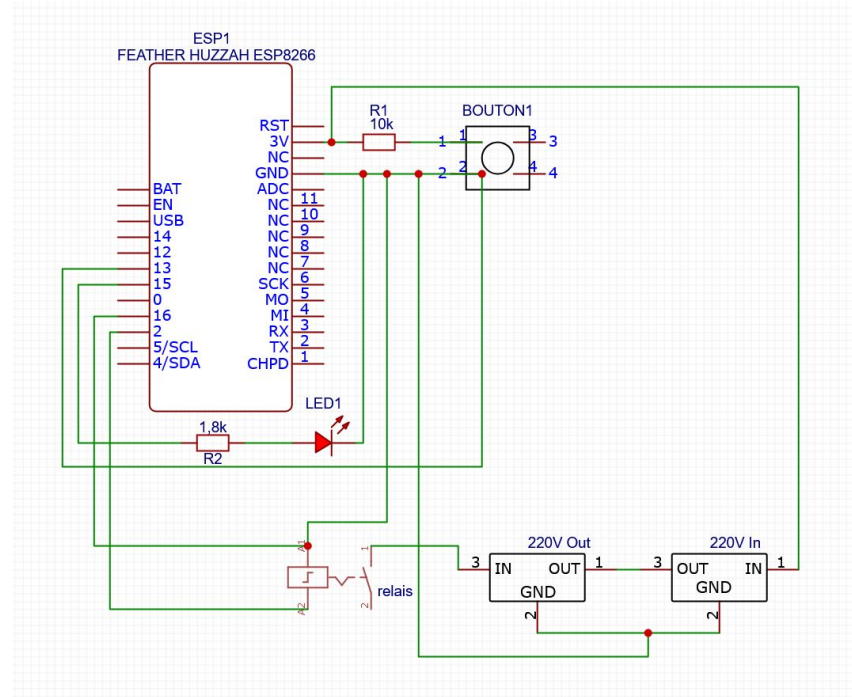 ESP1
FEATHER HUZZAH ESP8266
RST
3V
NC
GND
BAT
ADC
EN
NC 11
USB
NC 10
14
NC 9
12
NC 8
13
NC 7
15
SCK 6
0
MO 5
16
MI 4
2
RX 3
5/SCL
TX 2
4/SDA
CHPD 1
R1
10k
BOUTON1
1 1 3 3
2 2 4 4
LED1
1,8k
R2
A1
A2
1
2
relais
220V Out
3 IN OUT 1
GND
2
220V In
3 OUT IN 1
GND
2